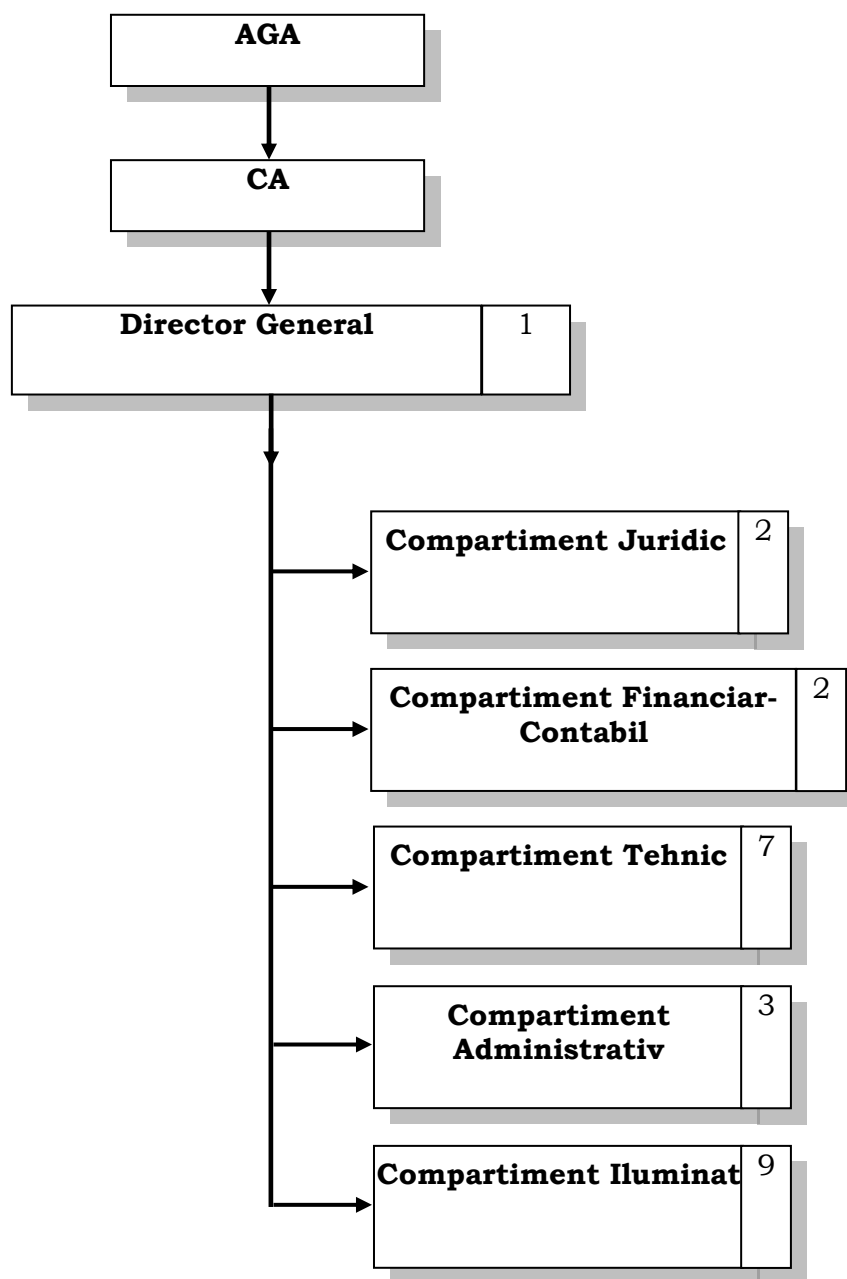 AGA
CA
Director General 1
Compartiment Juridic 2
Compartiment Financiar- 2
Contabil
Compartiment Tehnic 7
Compartiment 3
Administrativ
Compartiment Iluminat 9